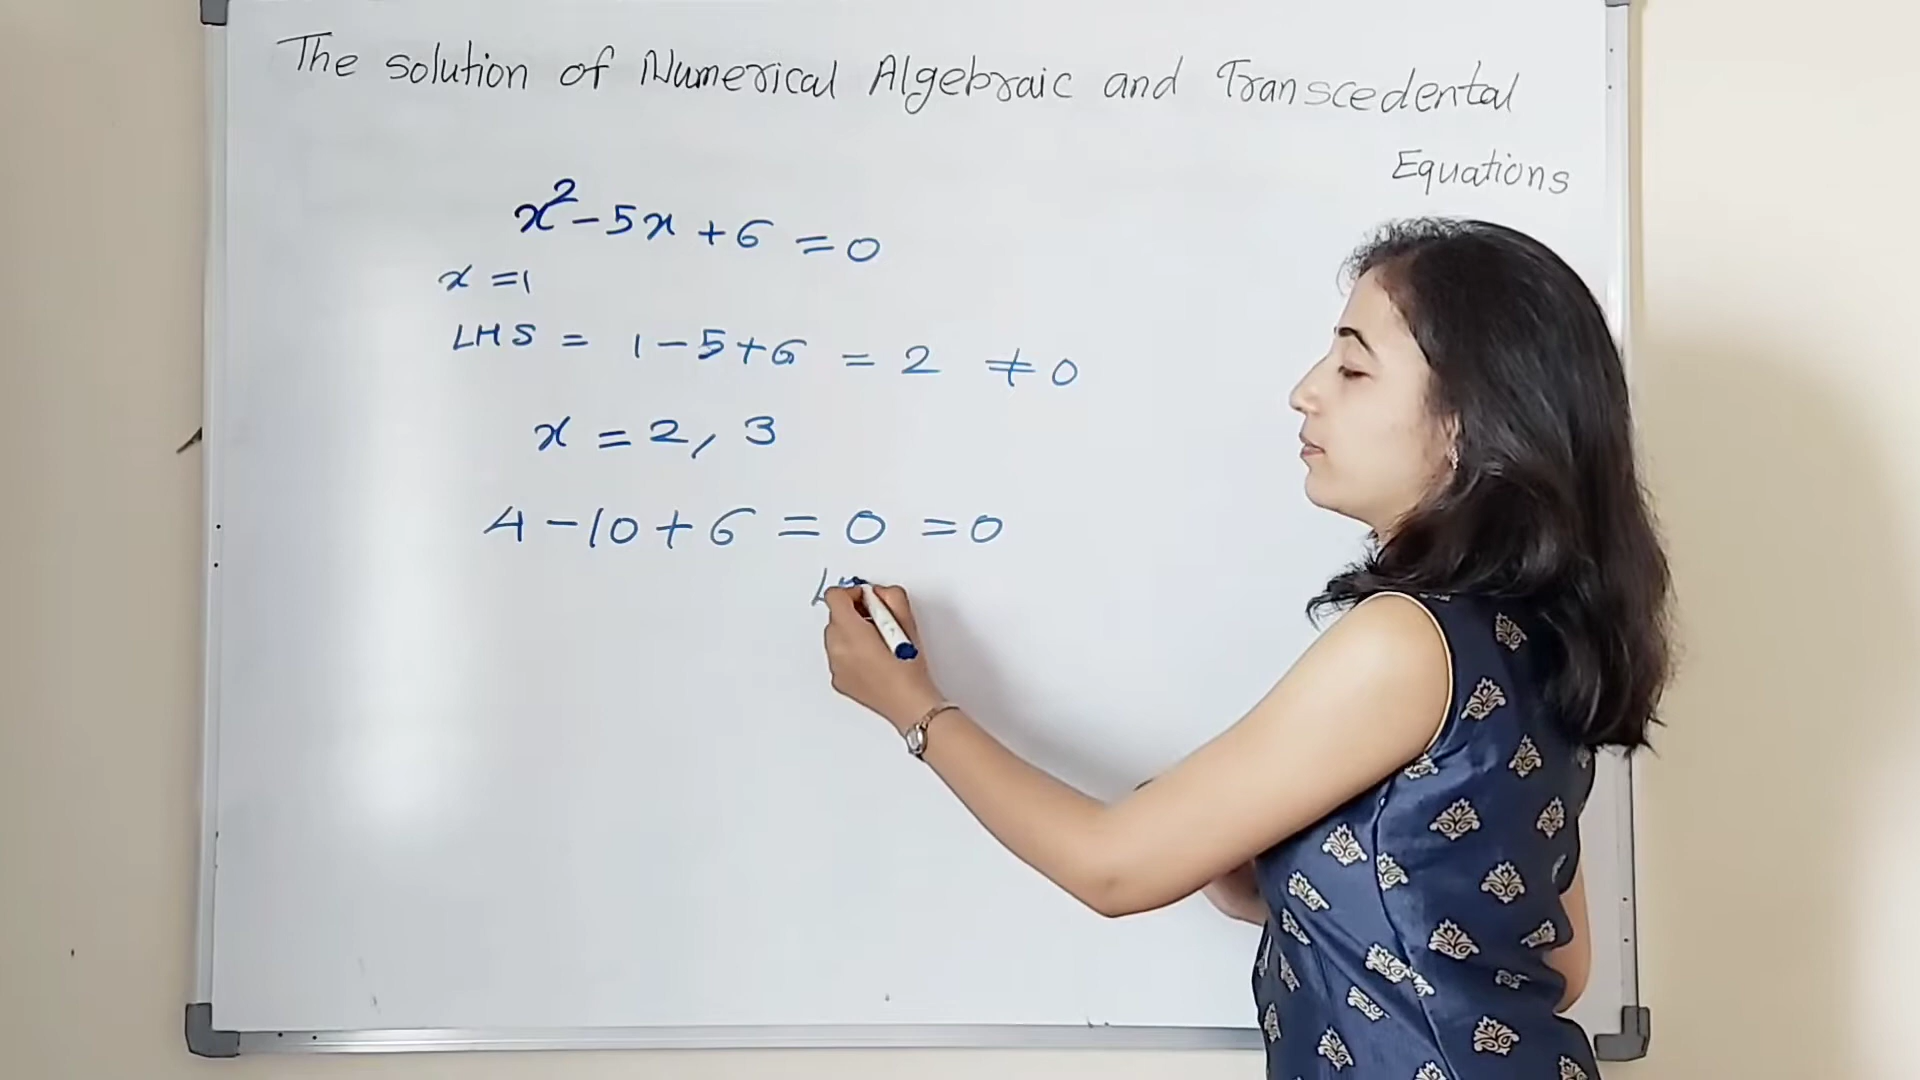 The solution of Numerical Algebraic and Transcedental
Equations
x²-5x+6=0
x=1
LHS = 1-5+6 = 2 ≠0
x = 2, 3
4-10+6=0=0